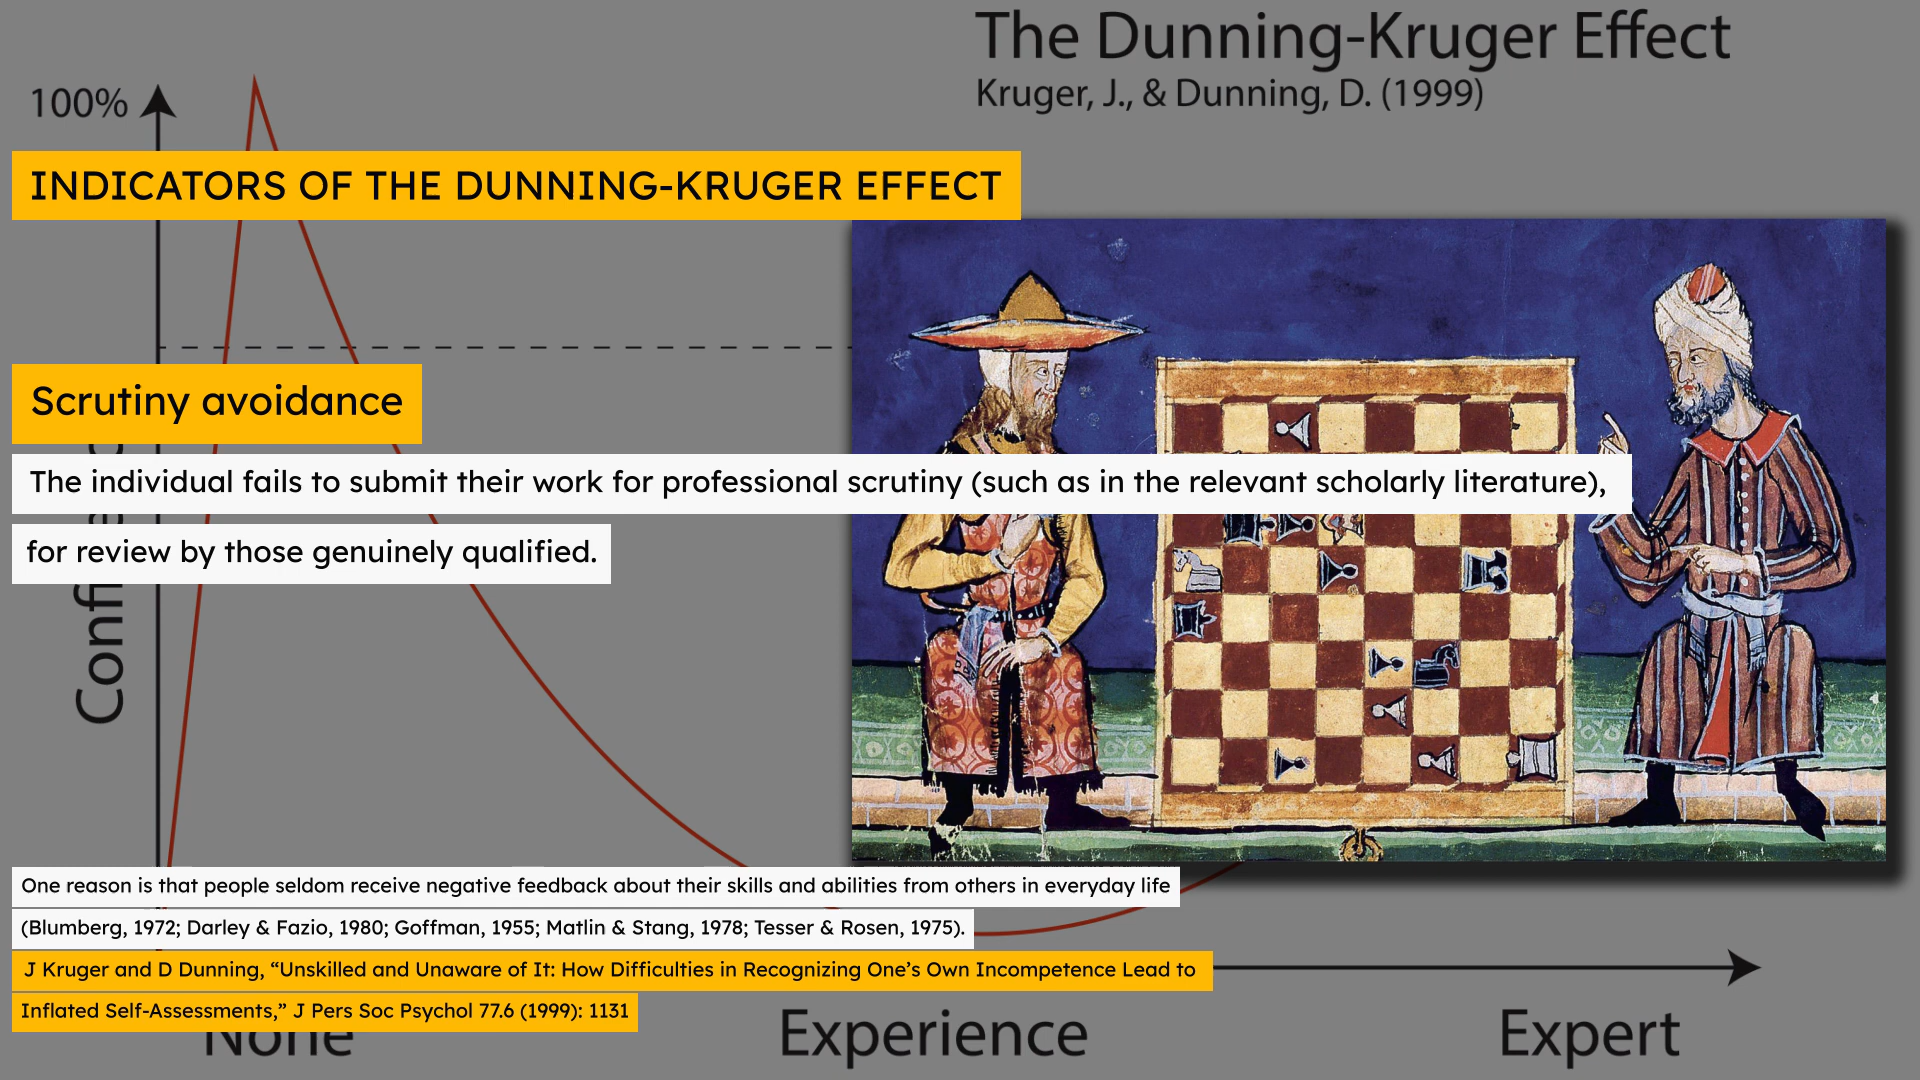 The Dunning-Kruger Effect
Kruger, J., & Dunning, D. (1999)
100%
INDICATORS OF THE DUNNING-KRUGER EFFECT
Scrutiny avoidance
The individual fails to submit their work for professional scrutiny (such as in the relevant scholarly literature),
for review by those genuinely qualified.
One reason is that people seldom receive negative feedback about their skills and abilities from others in everyday life
(Blumberg, 1972; Darley & Fazio, 1980; Goffman, 1955; Matlin & Stang, 1978; Tesser & Rosen, 1975).
J Kruger and D Dunning, “Unskilled and Unaware of It: How Difficulties in Recognizing One’s Own Incompetence Lead to
Inflated Self-Assessments,” J Pers Soc Psychol 77.6 (1999): 1131
None
Experience
Expert